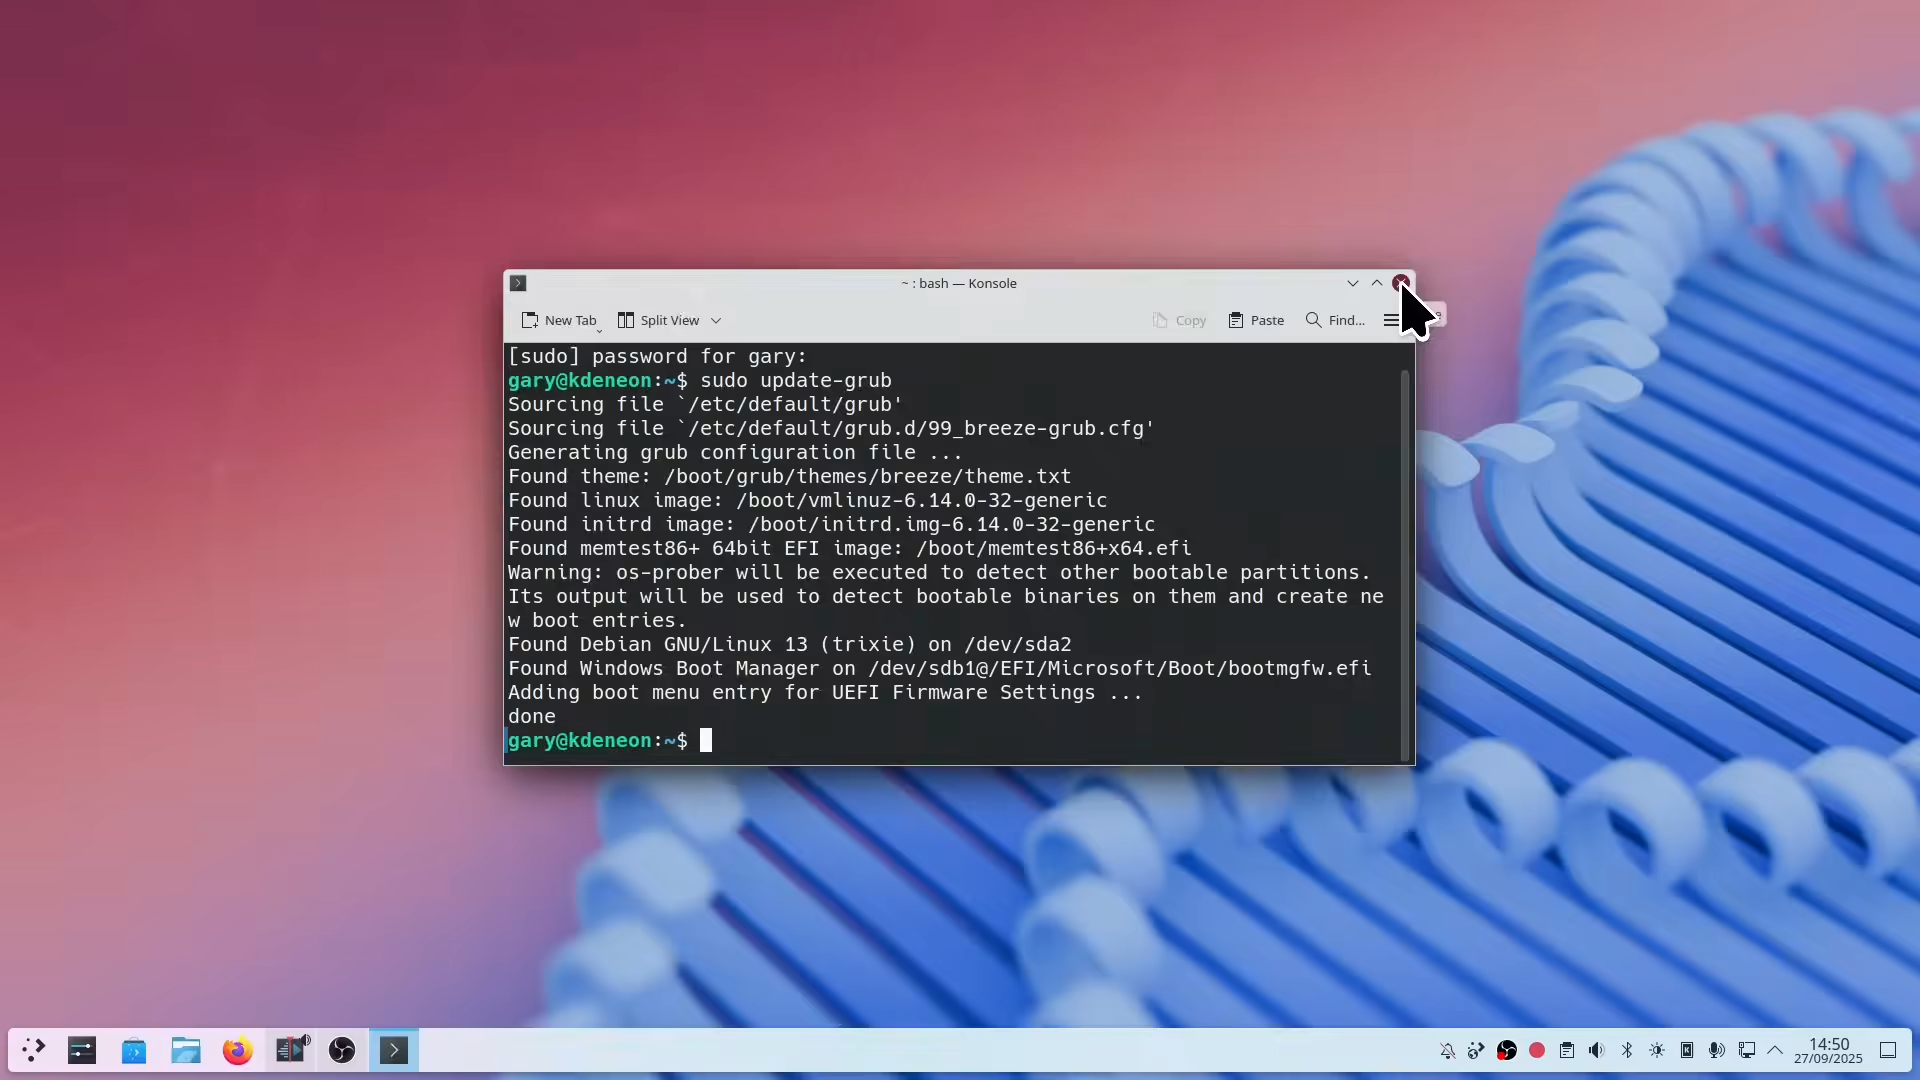 ~ : bash — Konsole
New Tab
Split View
Copy
Paste
Find...
[sudo] password for gary:
gary@kdeneon:~$ sudo update-grub
Sourcing file `/etc/default/grub'
Sourcing file `/etc/default/grub.d/99_breeze-grub.cfg'
Generating grub configuration file ...
Found theme: /boot/grub/themes/breeze/theme.txt
Found linux image: /boot/vmlinuz-6.14.0-32-generic
Found initrd image: /boot/initrd.img-6.14.0-32-generic
Found memtest86+ 64bit EFI image: /boot/memtest86+x64.efi
Warning: os-prober will be executed to detect other bootable partitions.
Its output will be used to detect bootable binaries on them and create ne
w boot entries.
Found Debian GNU/Linux 13 (trixie) on /dev/sda2
Found Windows Boot Manager on /dev/sdb1@/EFI/Microsoft/Boot/bootmgfw.efi
Adding boot menu entry for UEFI Firmware Settings ...
done
gary@kdeneon:~$
14:50
27/09/2025